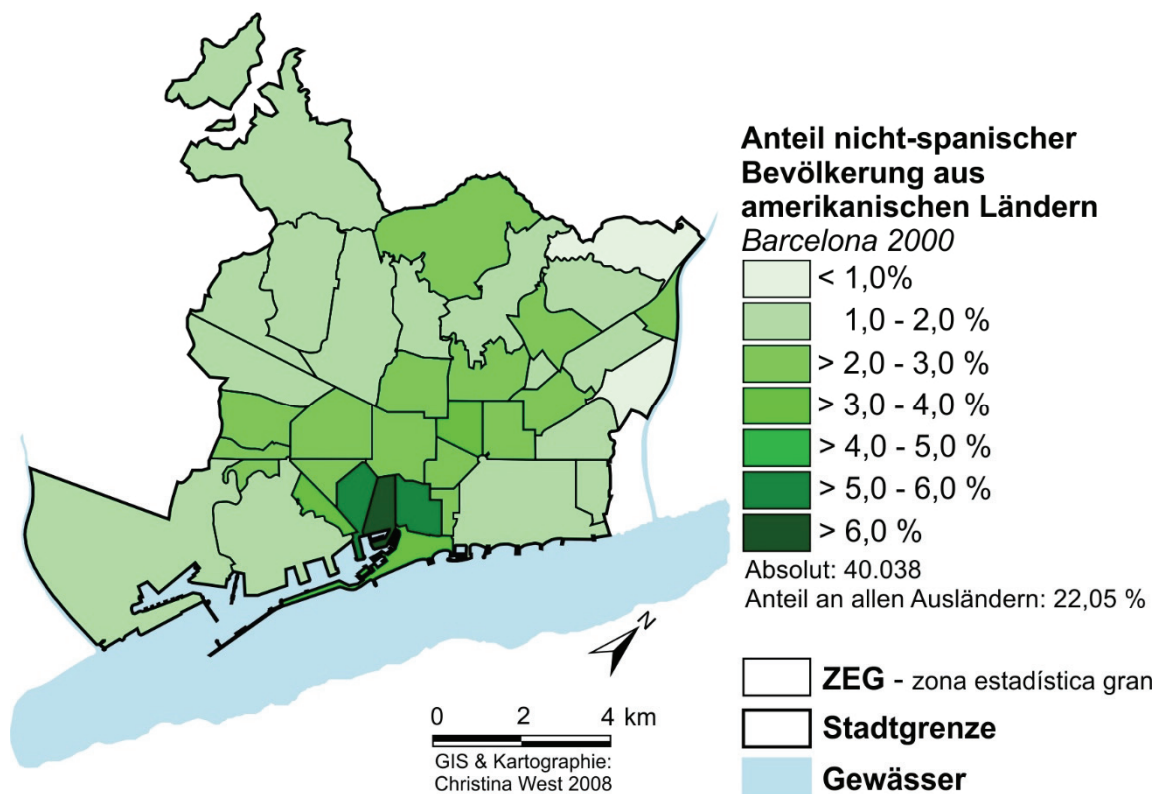 Anteil nicht-spanischer
Bevölkerung aus
amerikanischen Ländern
Barcelona 2000
< 1,0%
1,0 - 2,0 %
> 2,0 - 3,0 %
> 3,0 - 4,0 %
> 4,0 - 5,0 %
> 5,0 - 6,0 %
> 6,0 %
Absolut: 40.038
Anteil an allen Ausländern: 22,05 %
N
ZEG - zona estadística gran
Stadtgrenze
Gewässer
0 2 4 km
GIS & Kartographie:
Christina West 2008